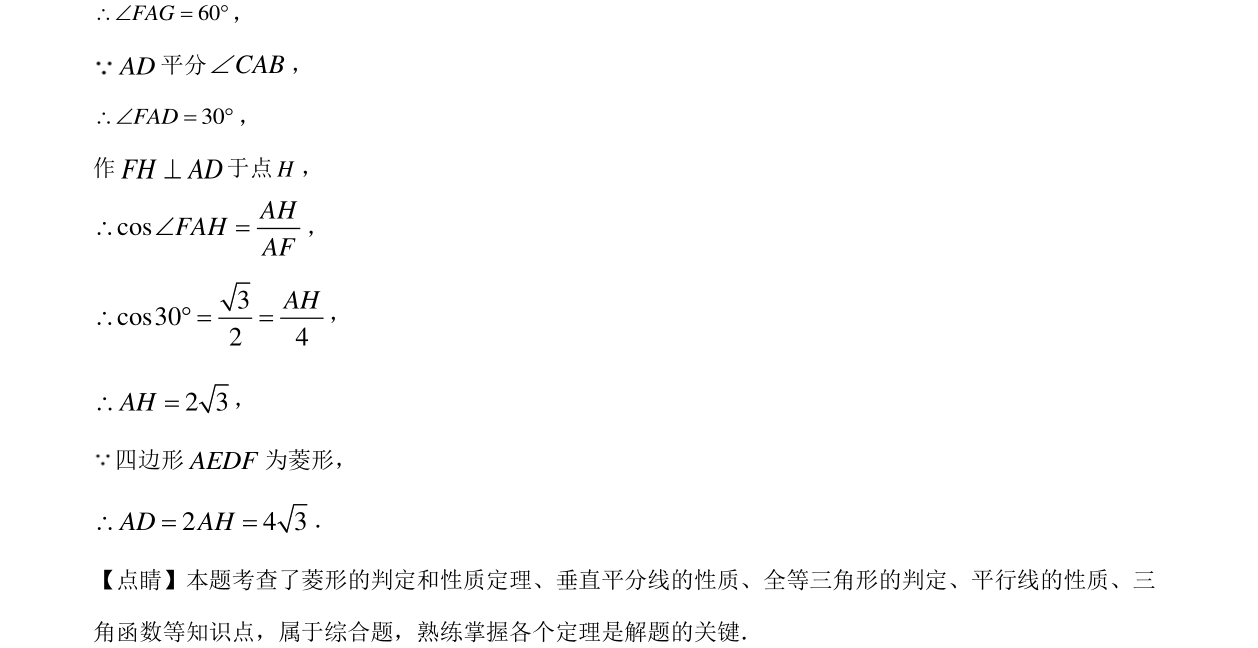 ∴∠FAG = 60°，
∵ AD 平分∠CAB，
∴∠FAD = 30°，
作 FH ⊥ AD 于点 H，
∴cos∠FAH = AH/AF，
∴cos30° = √3/2 = AH/4，
∴ AH = 2√3，
∵四边形 AEDF 为菱形，
∴ AD = 2AH = 4√3．
【点睛】本题考查了菱形的判定和性质定理、垂直平分线的性质、全等三角形的判定、平行线的性质、三
角函数等知识点，属于综合题，熟练掌握各个定理是解题的关键．